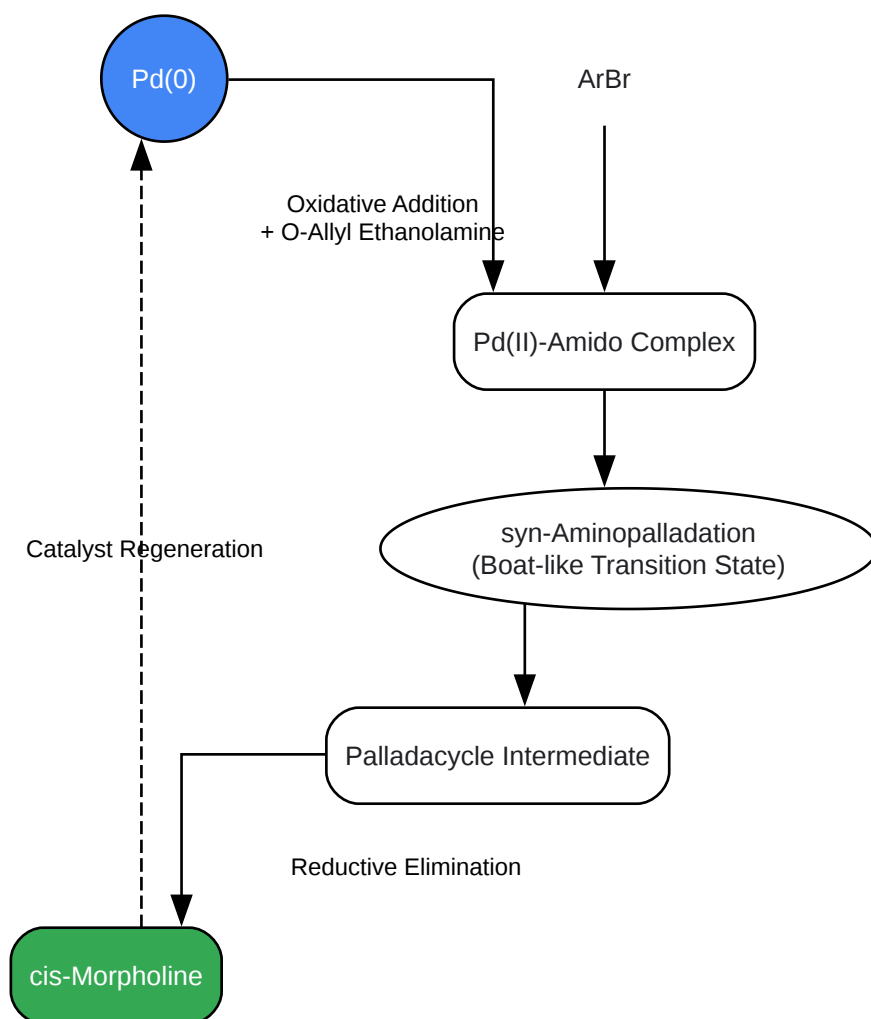 Pd(0)
ArBr
Oxidative Addition
+ O-Allyl Ethanolamine
Pd(II)-Amido Complex
syn-Aminopalladation
(Boat-like Transition State)
Catalyst Regeneration
Palladacycle Intermediate
Reductive Elimination
cis-Morpholine